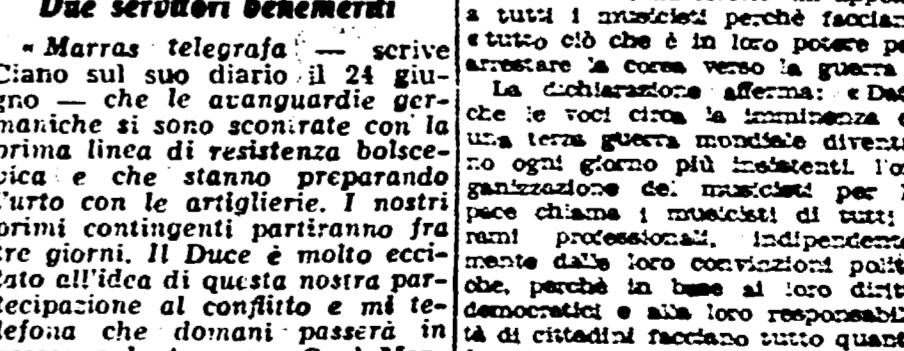 Due scrittori benemeriti
« Marras telegrafa — scrive
Ciano sul suo diario il 24 giu-
gno — che le avanguardie ger-
maniche si sono scontrate con la
prima linea di resistenza bolsce-
vica e che stanno preparando
l'urto con le artiglierie. I nostri
primi contingenti partiranno fra
tre giorni. Il Duce è molto ecci-
tato all'idea di questa nostra par-
tecipazione al conflitto e mi te-
lefona che domani passerà in
a tutti i musicisti perchè faccian
« tutto ciò che è in loro potere pe
arrestare la corsa verso la guerra
La dichiarazione afferma: « Da
che le voci circa la imminenza
una terza guerra mondiale divent
no ogni giorno più insistenti, l'o
ganizzazione dei musicisti per
pace chiama i musicisti di tutti
rami professionali, indipendente
mente dalle loro convinzioni polit
che, perchè in base ai loro dirit
democratici e alla loro responsabil
tà di cittadini facciano tutto quant